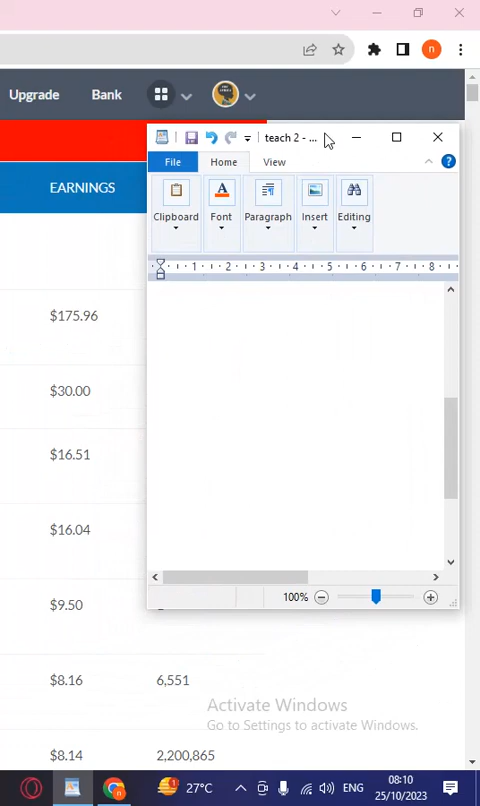 n
Upgrade
Bank
teach 2 - ...
File
Home
View
EARNINGS
Clipboard
Font
Paragraph
Insert
Editing
1 2 3 4 5 6 7 8
$175.96
$30.00
$16.51
$16.04
$9.50
100%
$8.16
6,551
Activate Windows
Go to Settings to activate Windows.
$8.14
2,200,865
1
27°C
ENG
08:10
25/10/2023